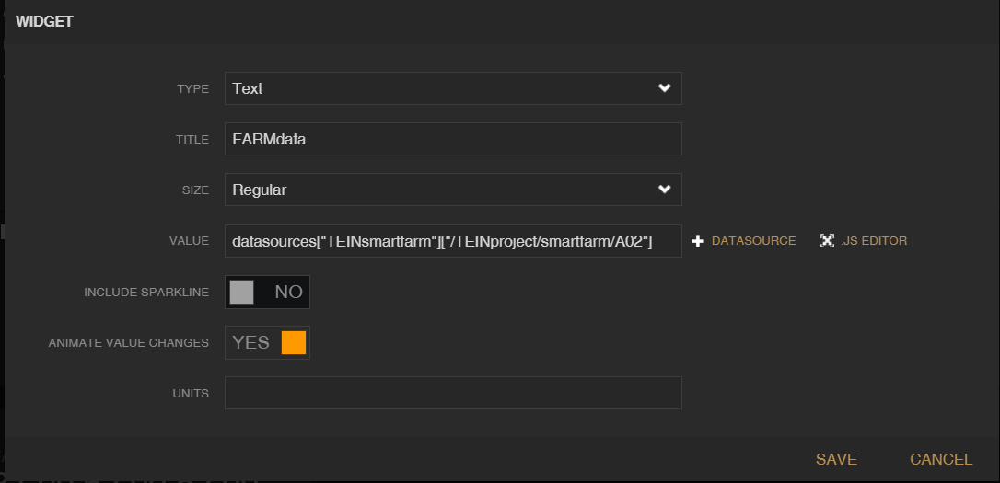 WIDGET
TYPE Text
TITLE FARMdata
SIZE Regular
VALUE datasources["TEINsmartfarm"]["/TEINproject/smartfarm/A02"] DATASOURCE .JS EDITOR
INCLUDE SPARKLINE NO
ANIMATE VALUE CHANGES YES
UNITS
SAVE CANCEL